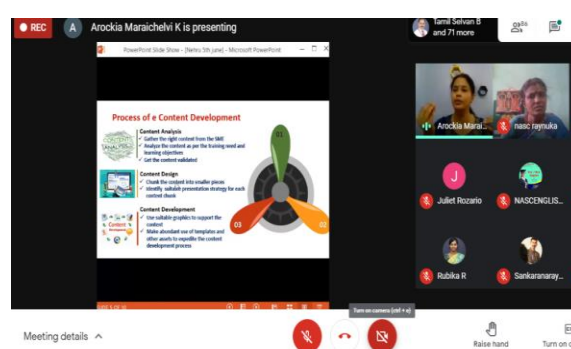 REC
A
Arockia Maraichelvi K is presenting
Tamil Selvan B
and 71 more
PowerPoint Slide Show - [Netru 5th june] - Microsoft PowerPoint
Process of e Content Development
Content Analysis
✓ Gather the right content from the SME
✓ Analyze the content as per the training need and
learning objectives
✓ Get the content validated
Content Design
✓ Chunk the content into smaller pieces
✓ Identify suitable presentation strategy for each
content chunk
Content Development
✓ Use suitable graphics to support the
content
✓ Make abundant use of templates and
other assets to expedite the content
development process
01
02
03
Content
Arockia Marai...
nasc raynuka
J
Juliet Rozario
NASCENGLIS...
Rubika R
Sankaranaray...
Turn on camera (ctrl + e)
Meeting details
Raise hand
Turn on c